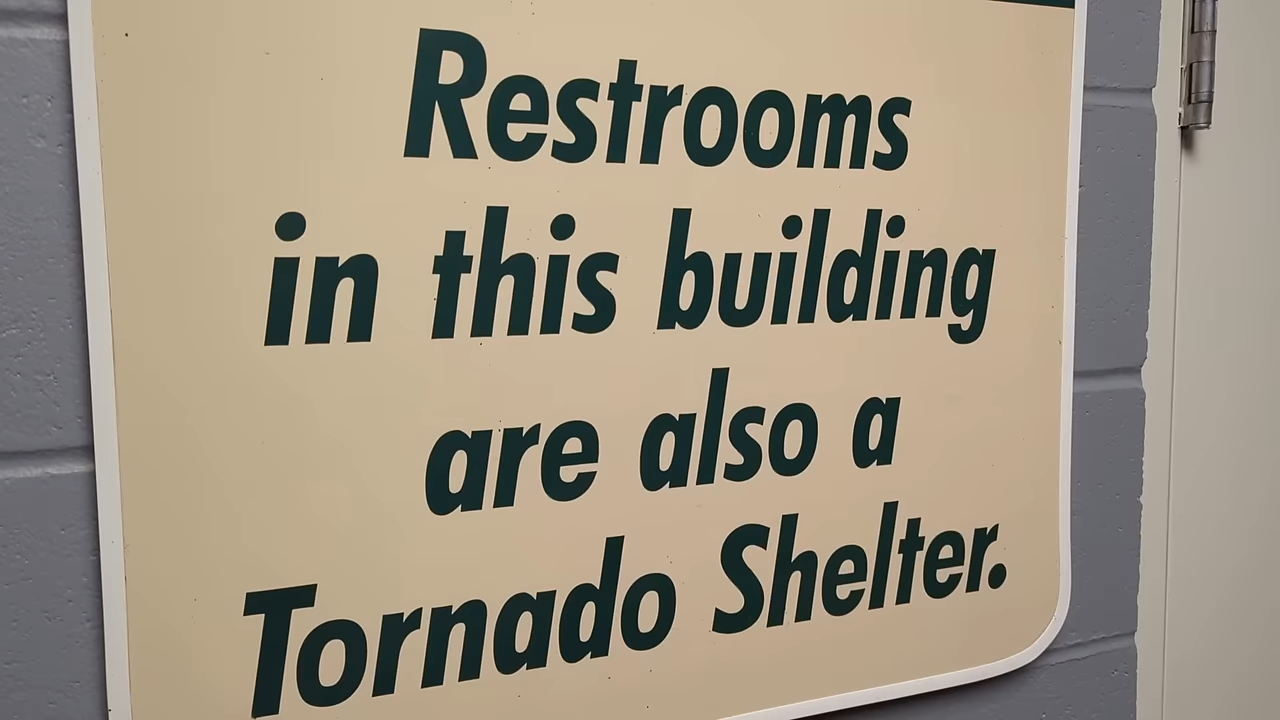 Restrooms
in this building
are also a
Tornado Shelter.